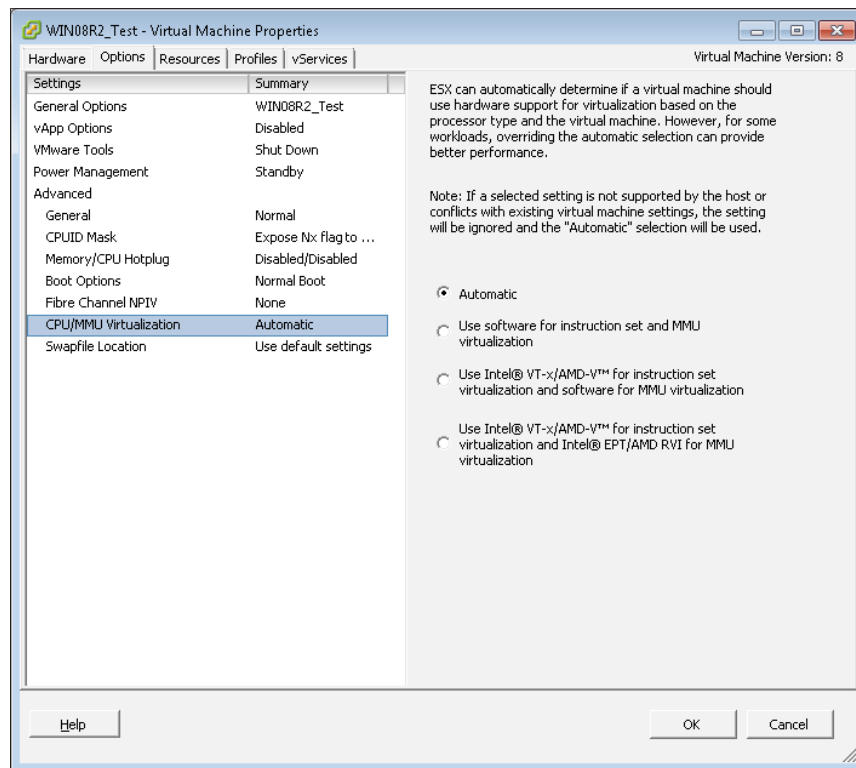 WIN08R2_Test - Virtual Machine Properties
Hardware Options Resources Profiles vServices Virtual Machine Version: 8
Settings Summary
General Options WIN08R2_Test
vApp Options Disabled
VMware Tools Shut Down
Power Management Standby
Advanced
General Normal
CPUID Mask Expose Nx flag to ...
Memory/CPU Hotplug Disabled/Disabled
Boot Options Normal Boot
Fibre Channel NPIV None
CPU/MMU Virtualization Automatic
Swapfile Location Use default settings
ESX can automatically determine if a virtual machine should
use hardware support for virtualization based on the
processor type and the virtual machine. However, for some
workloads, overriding the automatic selection can provide
better performance.
Note: If a selected setting is not supported by the host or
conflicts with existing virtual machine settings, the setting
will be ignored and the "Automatic" selection will be used.
Automatic
Use software for instruction set and MMU
virtualization
Use Intel® VT-x/AMD-V™ for instruction set
virtualization and software for MMU virtualization
Use Intel® VT-x/AMD-V™ for instruction set
virtualization and Intel® EPT/AMD RVI for MMU
virtualization
Help OK Cancel